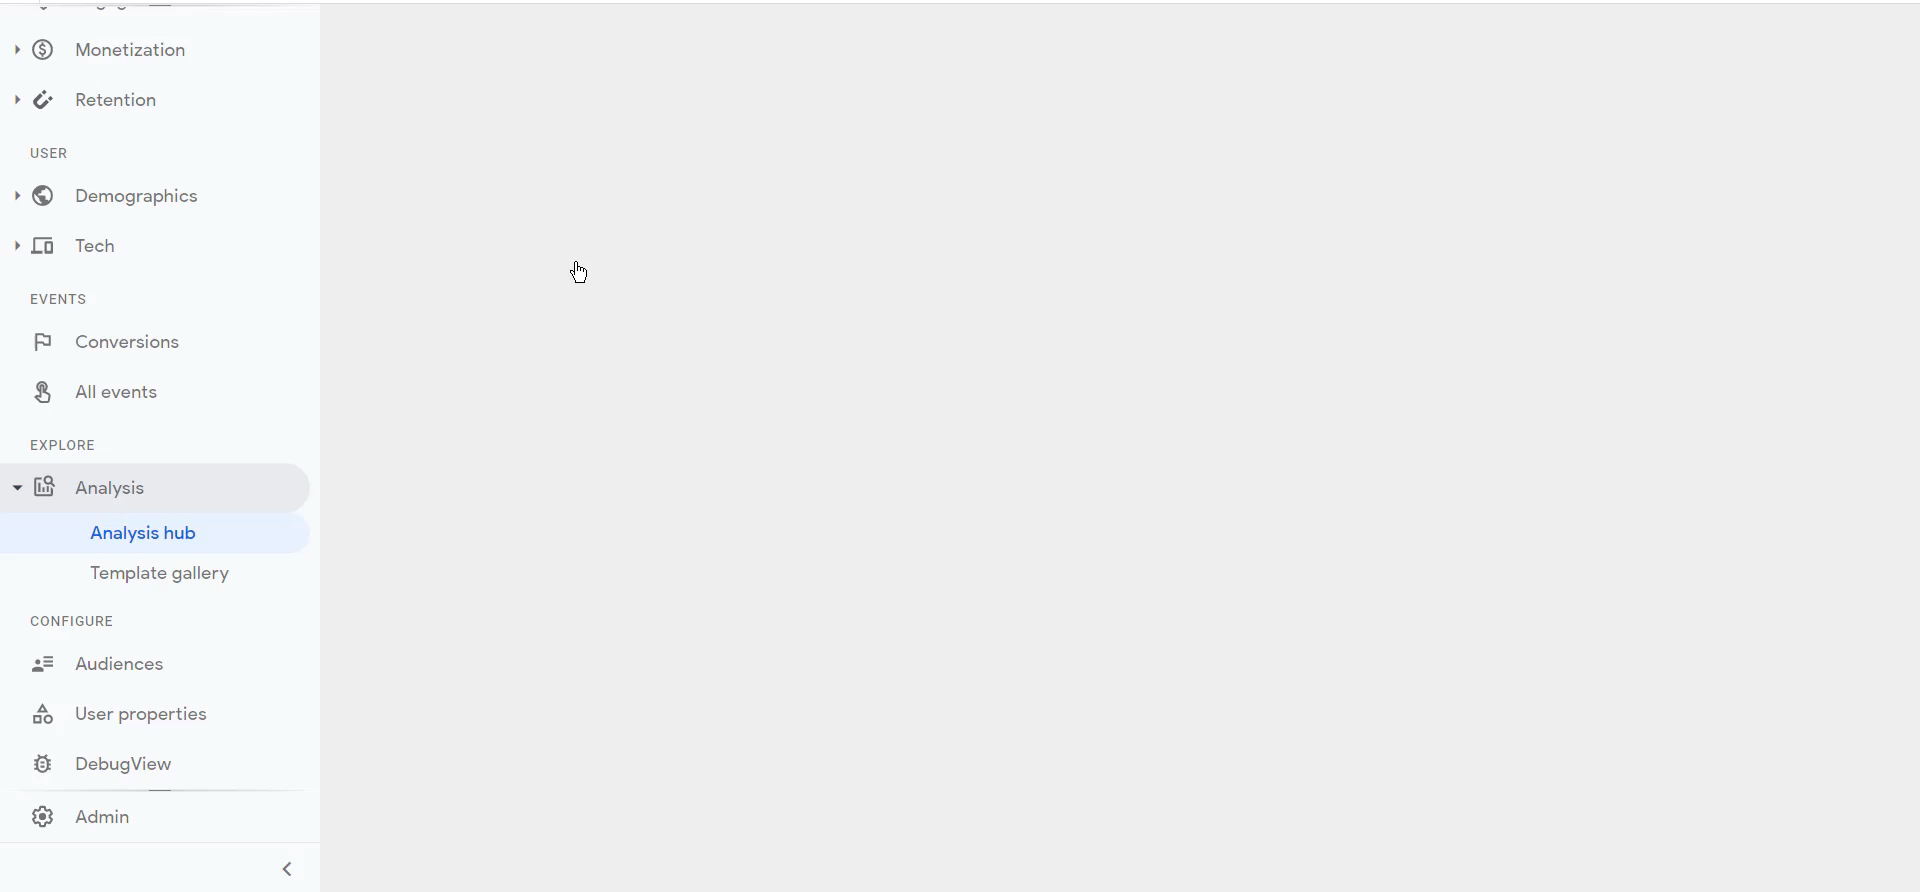 Monetization
Retention
USER
Demographics
Tech
EVENTS
Conversions
All events
EXPLORE
Analysis
Analysis hub
Template gallery
CONFIGURE
Audiences
User properties
DebugView
Admin